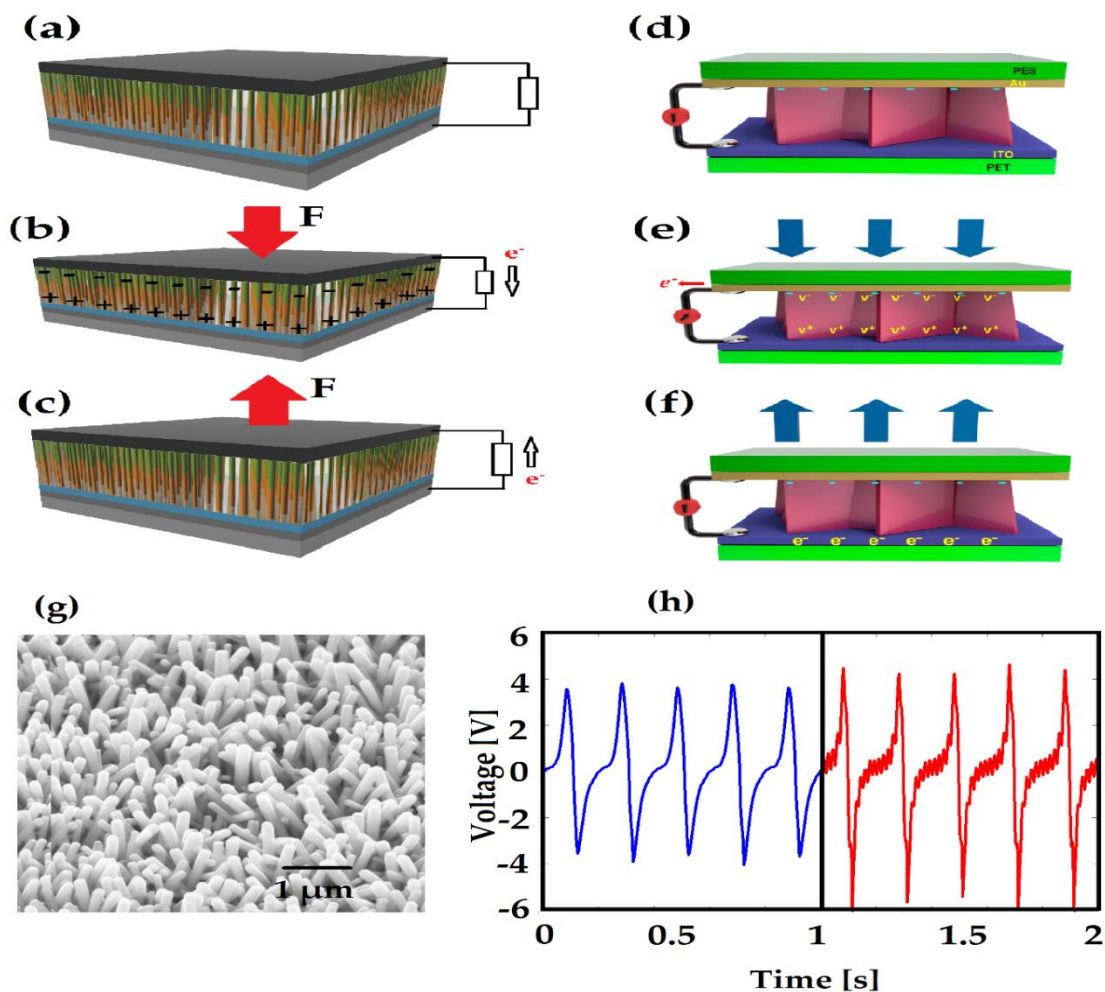 (a)
(d)
PES
Au
ITO
PET
F
(b)
e⁻
- - - - - - - - - - - -
+ + + + + + + + + + + +
(e)
e⁻
v⁻ v⁻ v⁻ v⁻ v⁻ v⁻
v⁺ v⁺ v⁺ v⁺ v⁺ v⁺
F
(c)
e⁻
(f)
e⁻ e⁻ e⁻ e⁻ e⁻ e⁻
(g)
1 μm
(h)
6
4
2
0
-2
-4
-6
Voltage [V]
0 0.5 1 1.5 2
Time [s]